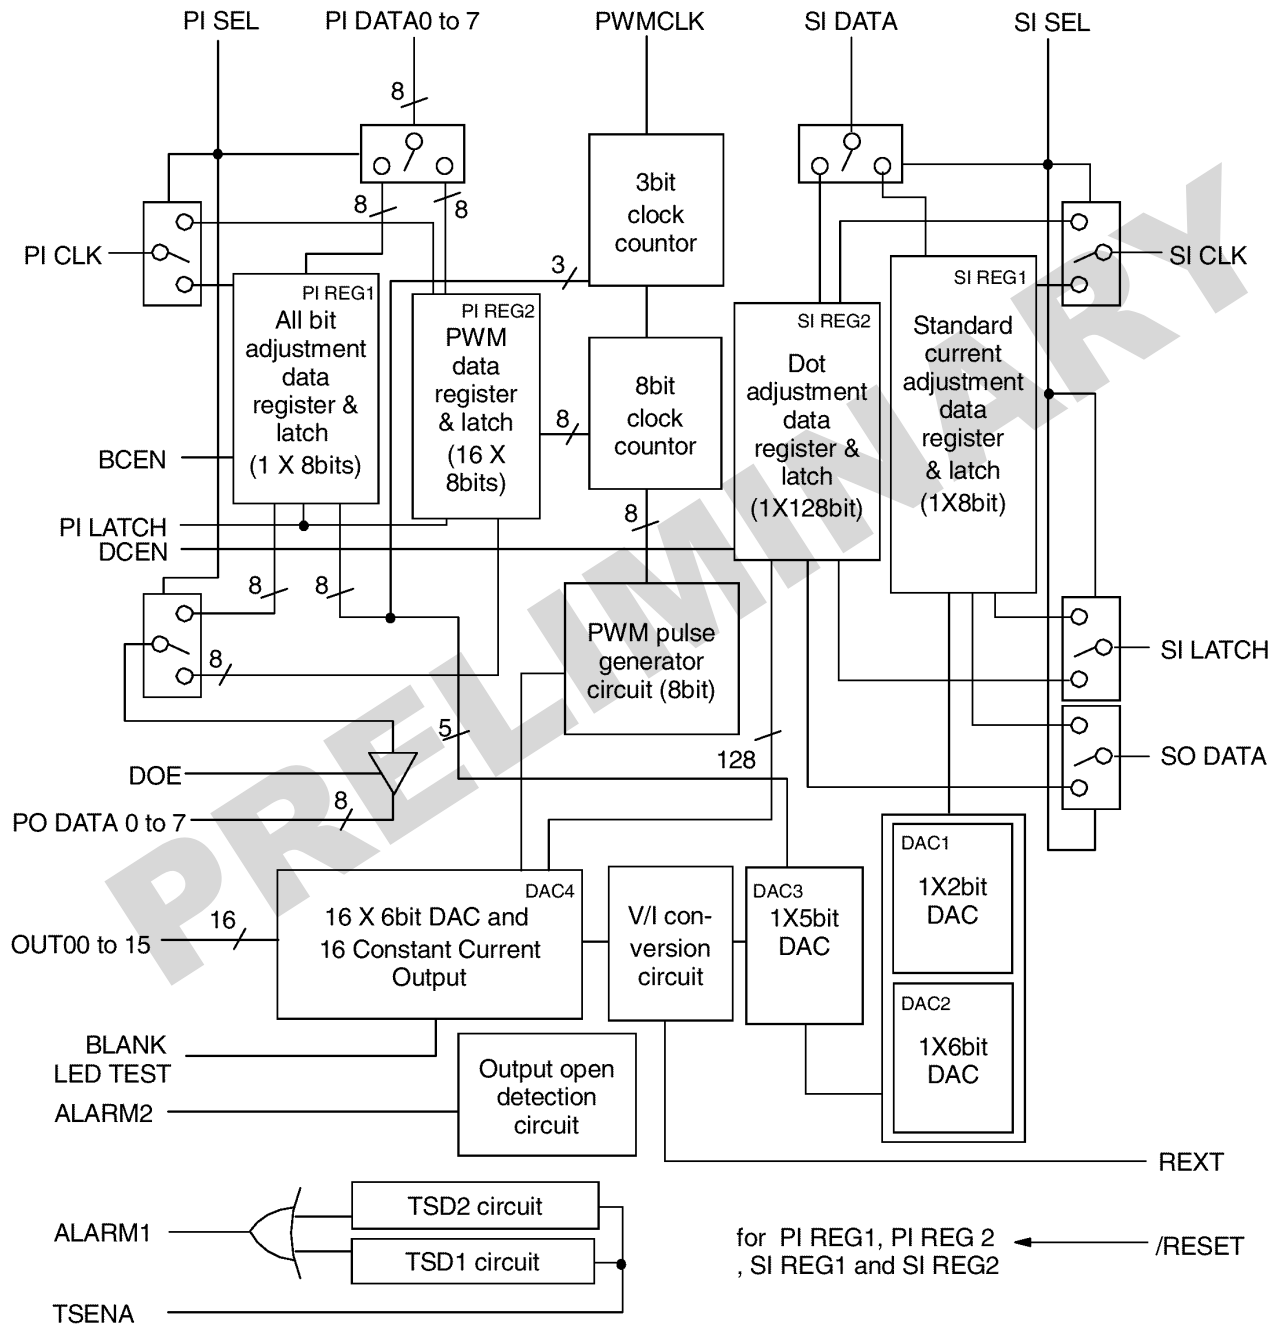 PI SEL
PI DATA0 to 7
PWMCLK
SI DATA
SI SEL
8
3bit
clock
countor
8
8
PI CLK
SI CLK
3
PI REG1
All bit
adjustment
data
register &
latch
(1 X 8bits)
PI REG2
PWM
data
register
& latch
(16 X
8bits)
8
8bit
clock
countor
SI REG2
Dot
adjustment
data
register &
latch
(1X128bit)
SI REG1
Standard
current
adjustment
data
register
& latch
(1X8bit)
BCEN
PI LATCH
DCEN
8
8
8
8
PWM pulse
generator
circuit (8bit)
SI LATCH
5
128
SO DATA
DOE
8
PO DATA 0 to 7
DAC4
16 X 6bit DAC and
16 Constant Current
Output
V/I con-
version
circuit
DAC3
1X5bit
DAC
DAC1
1X2bit
DAC
DAC2
1X6bit
DAC
16
OUT00 to 15
BLANK
LED TEST
ALARM2
Output open
detection
circuit
REXT
ALARM1
TSD2 circuit
TSD1 circuit
TSENA
for PI REG1, PI REG 2
, SI REG1 and SI REG2
/RESET
PRELIMINARY